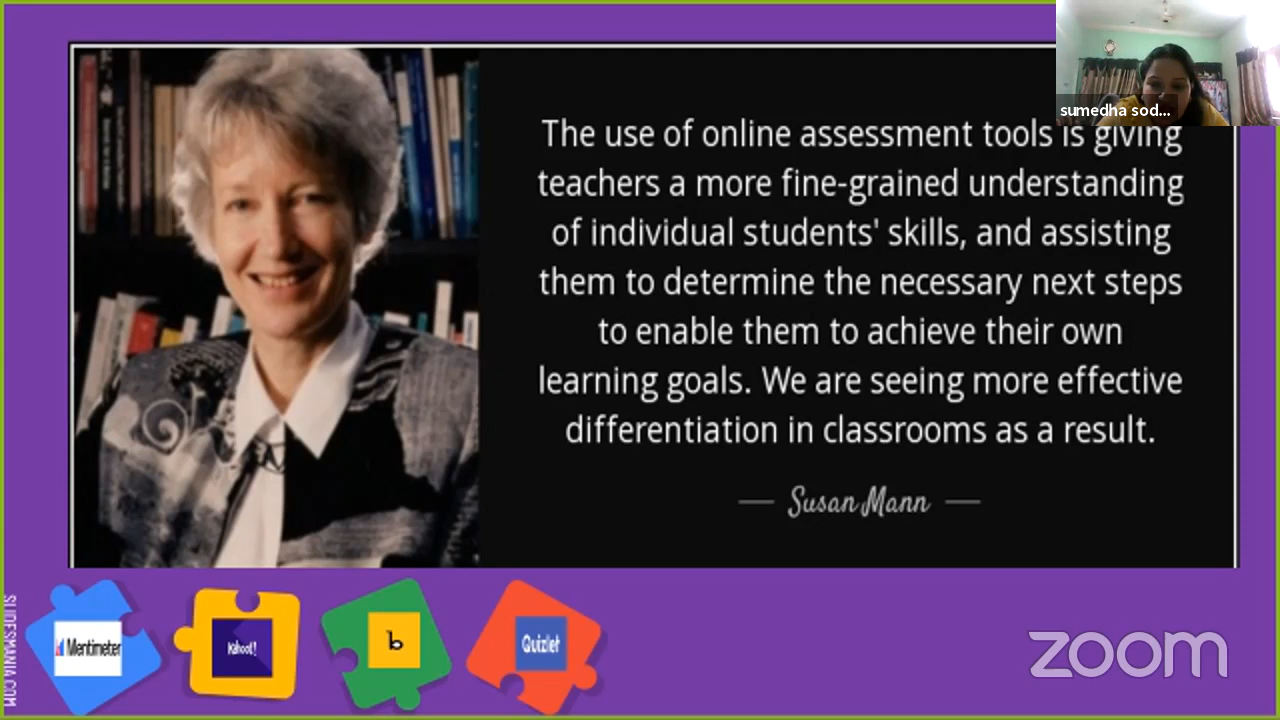 sumedha sod...
The use of online assessment tools is giving
teachers a more fine-grained understanding
of individual students' skills, and assisting
them to determine the necessary next steps
to enable them to achieve their own
learning goals. We are seeing more effective
differentiation in classrooms as a result.
— Susan Mann —
SLIDESMANIA.COM
Mentimeter
Kahoot!
b
Quizlet
zoom